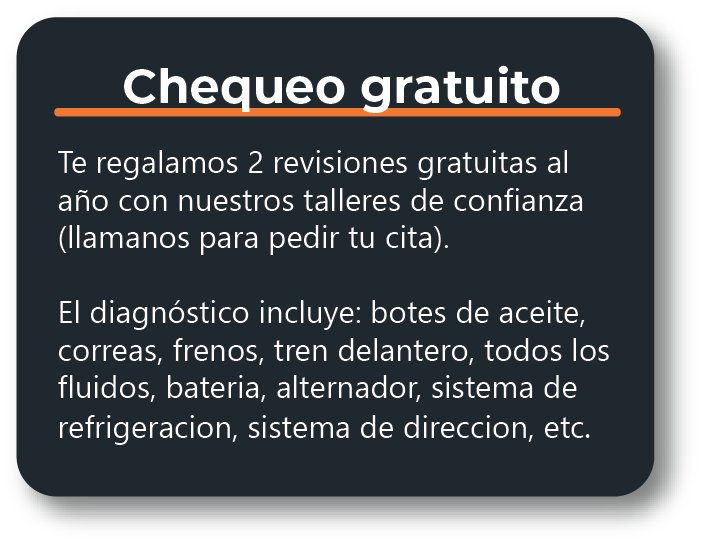 Chequeo gratuito
Te regalamos 2 revisiones gratuitas al
año con nuestros talleres de confianza
(llamanos para pedir tu cita).
El diagnóstico incluye: botes de aceite,
correas, frenos, tren delantero, todos los
fluidos, bateria, alternador, sistema de
refrigeracion, sistema de direccion, etc.